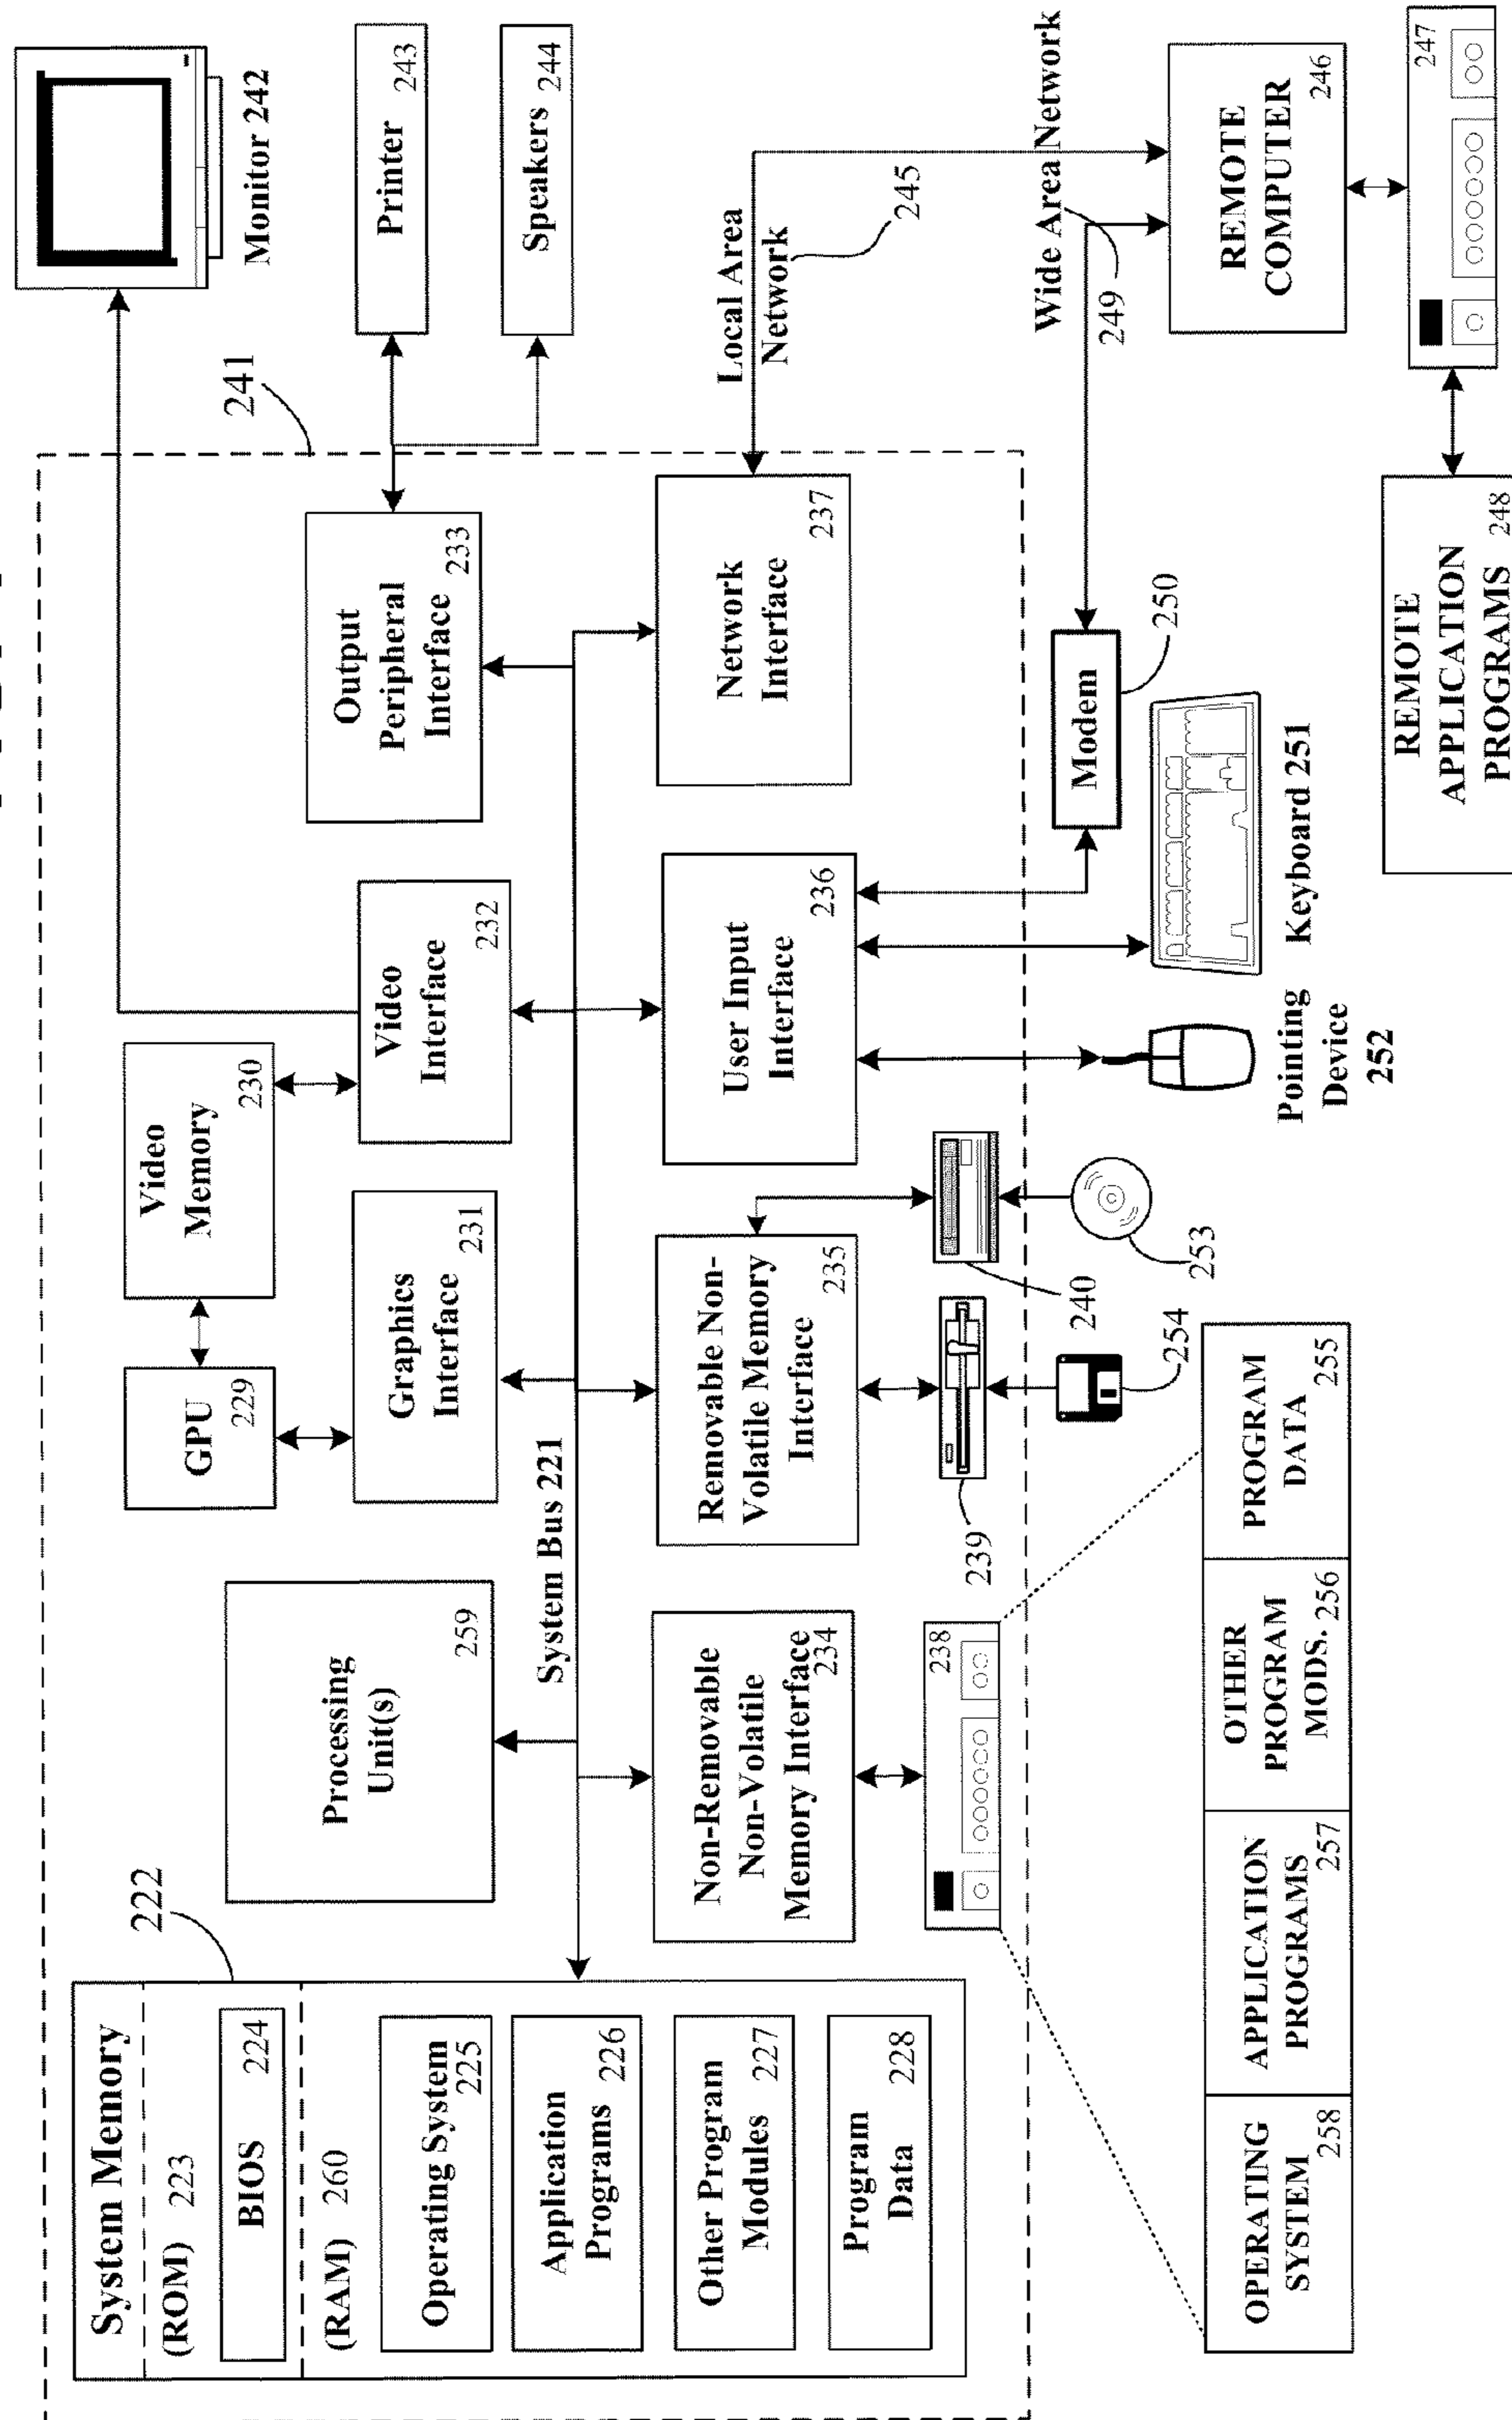 System Memory
(ROM) 223
BIOS 224
222
(RAM) 260
Operating System
225
Application
Programs 226
Other Program
Modules 227
Program
Data 228
Processing
Unit(s)
259
System Bus 221
GPU
229
Video
Memory
230
Graphics
Interface
231
Video
Interface
232
Output
Peripheral
Interface
233
241
Monitor 242
Printer
243
Speakers
244
Non-Removable
Non-Volatile
Memory Interface
234
Removable Non-
Volatile Memory
Interface
235
User Input
Interface
236
Network
Interface
237
Local Area
Network
245
238
239
240
253
254
Pointing
Device
252
Keyboard 251
Modem
250
Wide Area Network
249
REMOTE
COMPUTER
246
247
REMOTE
APPLICATION
PROGRAMS
248
OPERATING
SYSTEM
258
APPLICATION
PROGRAMS
257
OTHER
PROGRAM
MODS. 256
PROGRAM
DATA
255